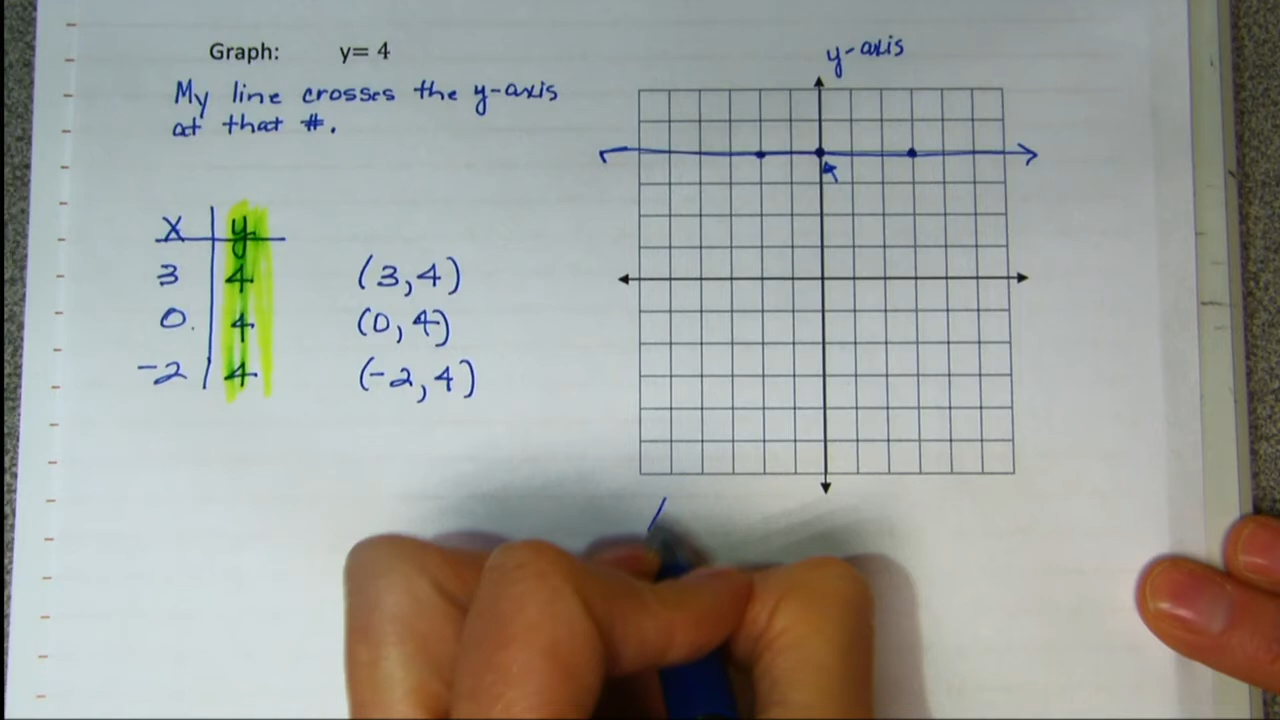 Graph: y= 4
My line crosses the y-axis
at that #.
y-axis
x y
3 4 (3,4)
0. 4 (0,4)
-2 4 (-2,4)